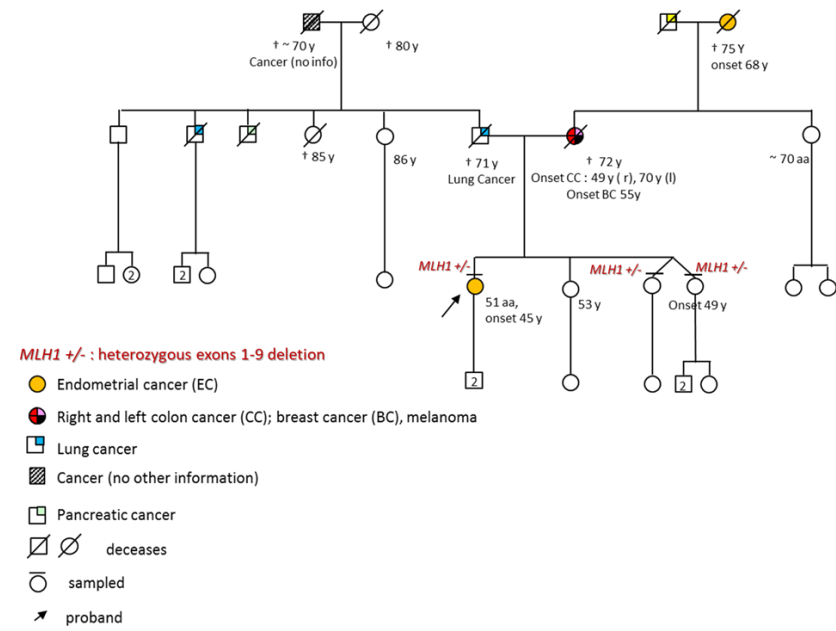 † ~ 70 y
Cancer (no info)
† 80 y
† 75 Y
onset 68 y
† 85 y
86 y
† 71 y
Lung Cancer
† 72 y
Onset CC : 49 y ( r), 70 y (l)
Onset BC 55y
~ 70 aa
MLH1 +/-
MLH1 +/-
MLH1 +/-
51 aa,
onset 45 y
53 y
Onset 49 y
2
2
2
2
MLH1 +/- : heterozygous exons 1-9 deletion
Endometrial cancer (EC)
Right and left colon cancer (CC); breast cancer (BC), melanoma
Lung cancer
Cancer (no other information)
Pancreatic cancer
deceases
sampled
proband